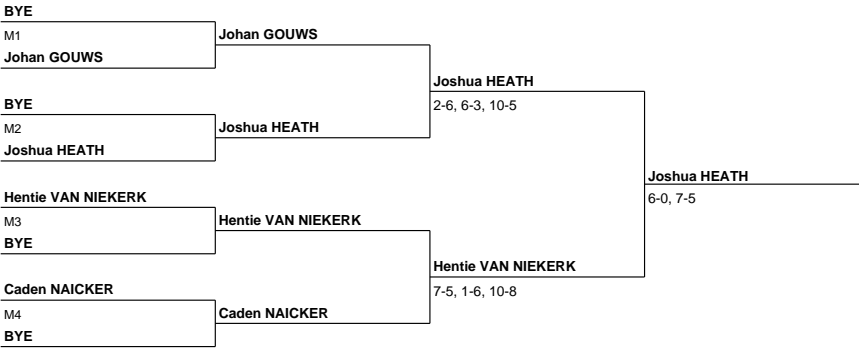 BYE
M1
Johan GOUWS
BYE
M2
Joshua HEATH
Hentie VAN NIEKERK
M3
BYE
Caden NAICKER
M4
BYE
Johan GOUWS
Joshua HEATH
Hentie VAN NIEKERK
Caden NAICKER
Joshua HEATH
2-6, 6-3, 10-5
Hentie VAN NIEKERK
7-5, 1-6, 10-8
Joshua HEATH
6-0, 7-5